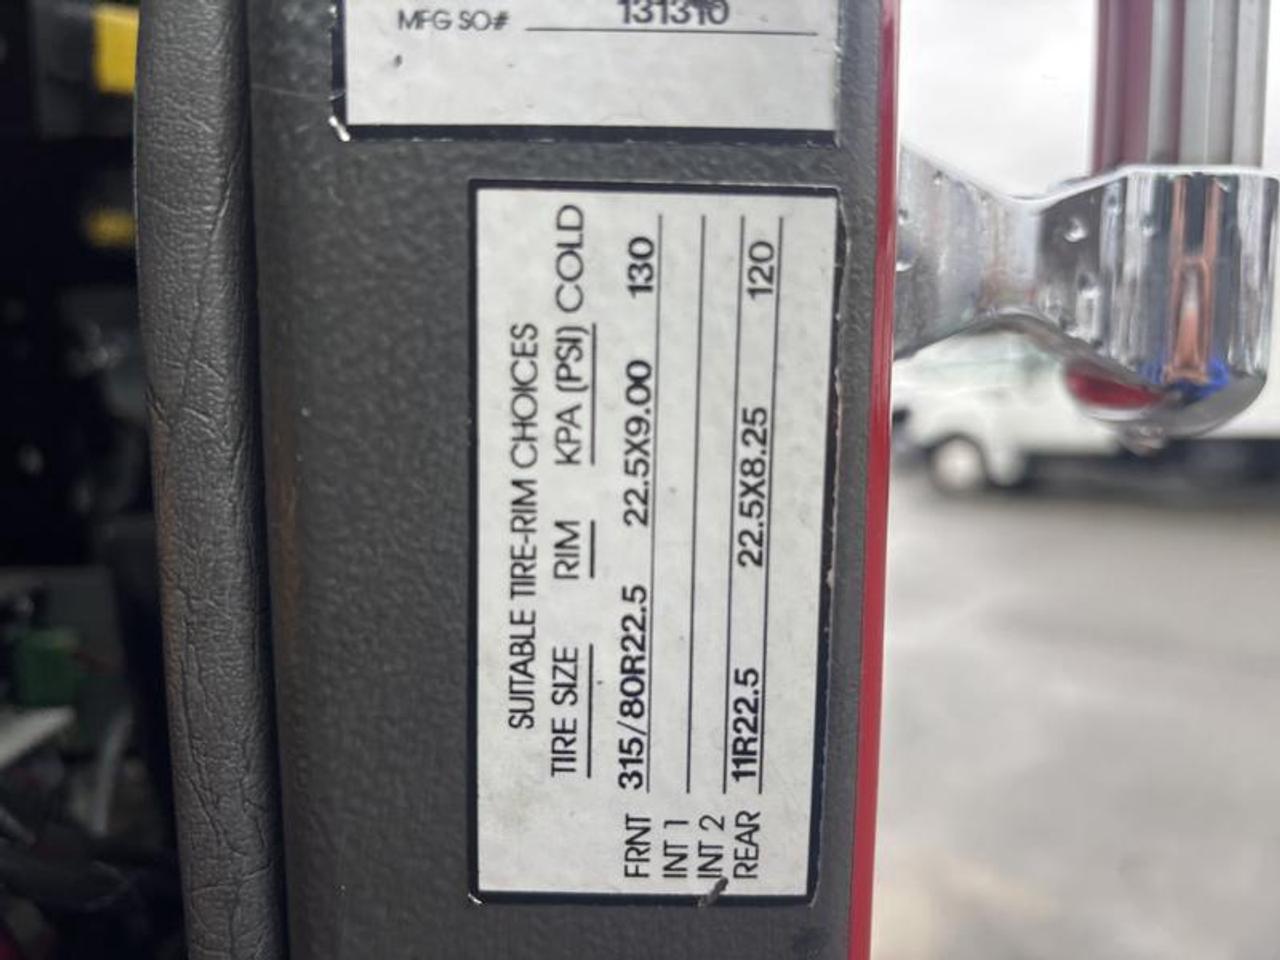 MFG SO# 131310
SUITABLE TIRE-RIM CHOICES
TIRE SIZE RIM KPA (PSI) COLD
FRNT 315/80R22.5 22.5X9.00 130
INT 1
INT 2
REAR 11R22.5 22.5X8.25 120